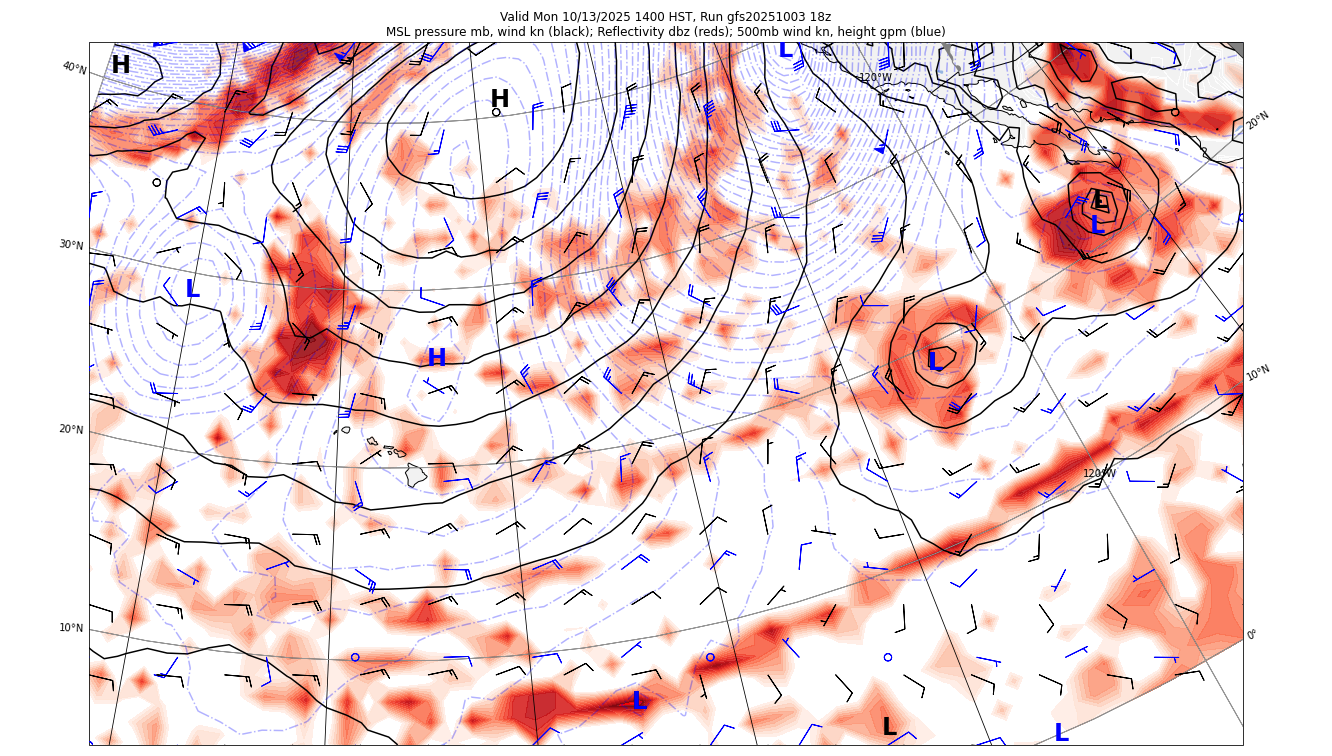 Valid Mon 10/13/2025 1400 HST, Run gfs20251003 18z
MSL pressure mb, wind kn (black); Reflectivity dbz (reds); 500mb wind kn, height gpm (blue)
L
H
40°N
120°W
H
20°N
L
L
30°N
L
H
L
10°N
20°N
120°W
10°N
0°
L
L
L